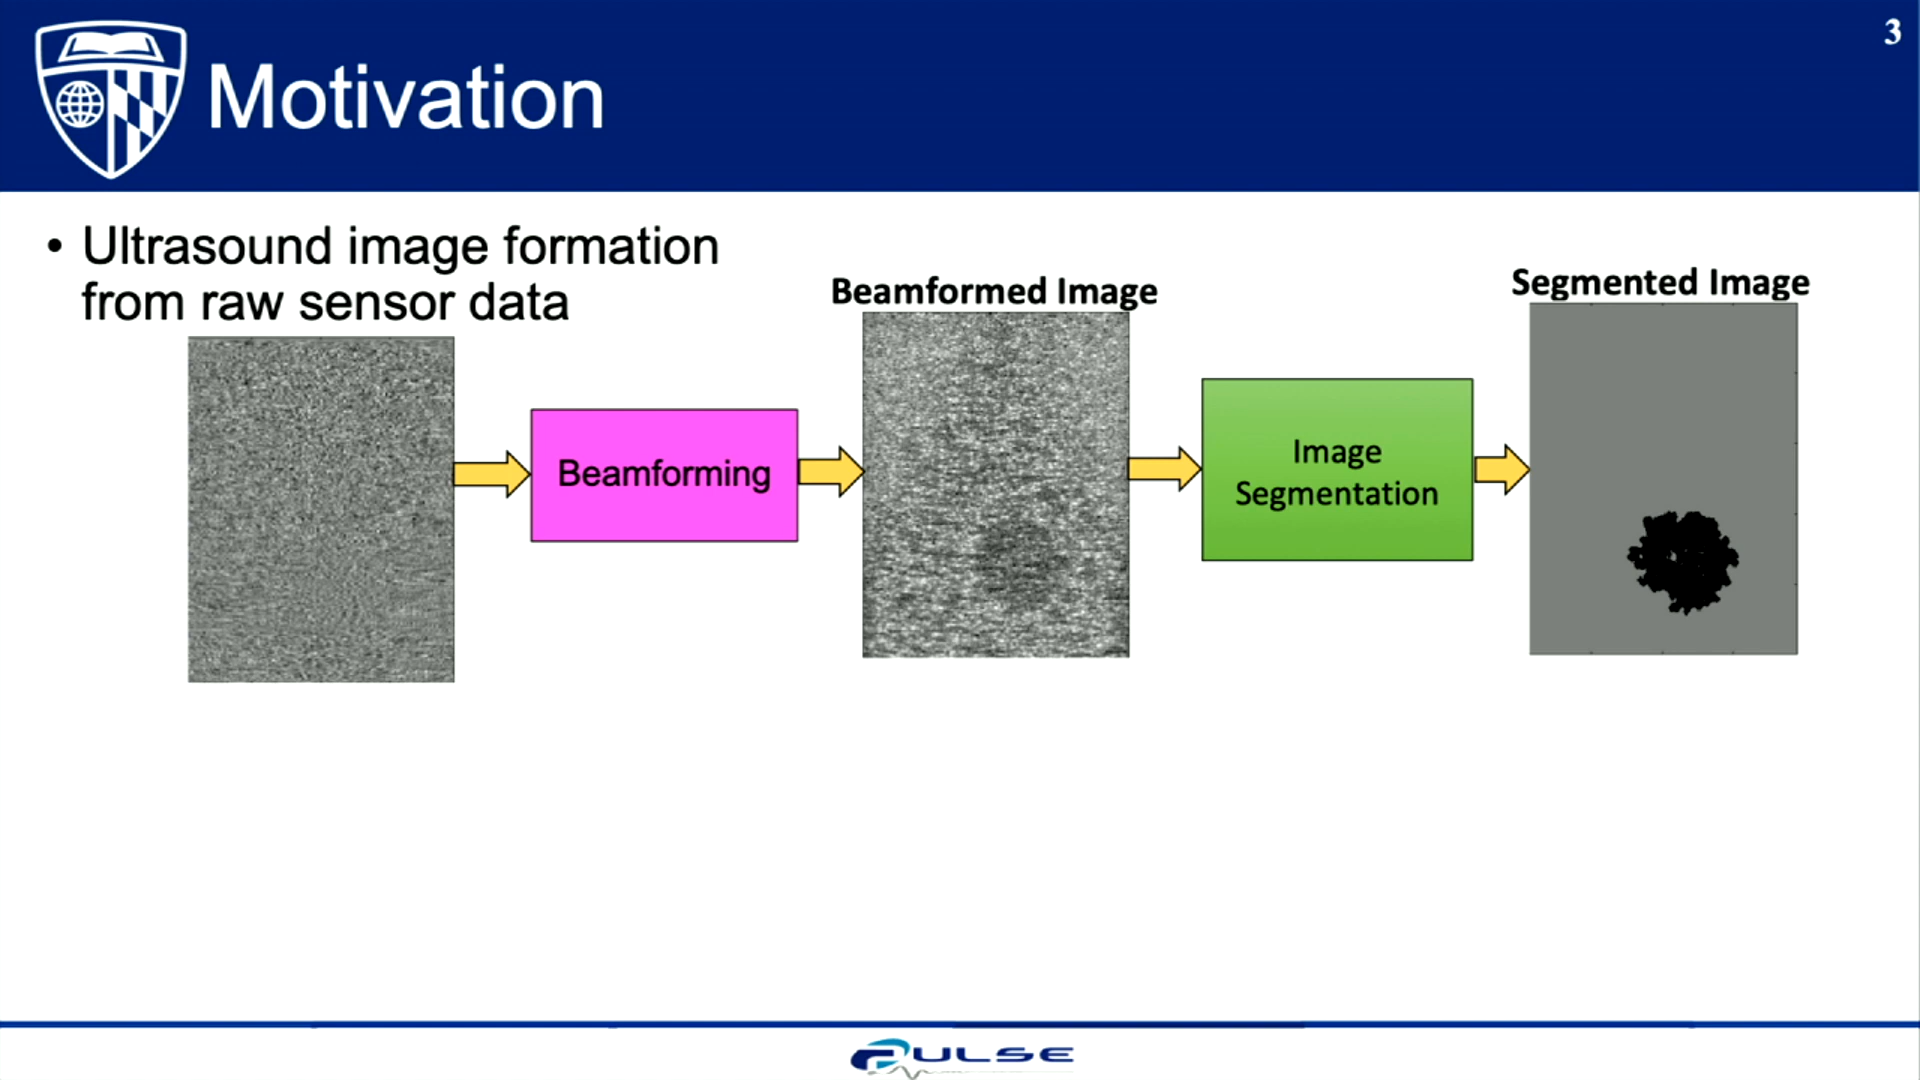 3
Motivation
• Ultrasound image formation
from raw sensor data
Beamformed Image
Segmented Image
Beamforming
Image
Segmentation
PULSE